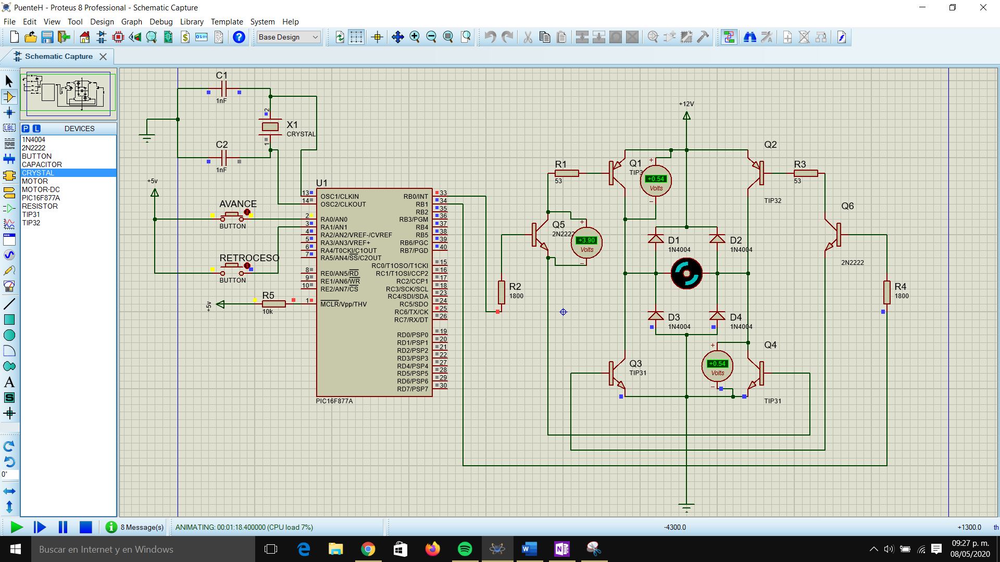 PuenteH - Proteus 8 Professional - Schematic Capture
File Edit View Tool Design Graph Debug Library Template System Help
Base Design
Schematic Capture
DEVICES
P L
1N4004
2N2222
BUTTON
CAPACITOR
CRYSTAL
MOTOR
MOTOR-DC
PIC16F877A
RESISTOR
TIP31
TIP32
LBL
A
S
0°
C1
1nF
C2
1nF
2
1
X1
CRYSTAL
+5v
AVANCE
BUTTON
RETROCESO
BUTTON
+5v
R5
10k
U1
13 OSC1/CLKIN
14 OSC2/CLKOUT
2 RA0/AN0
3 RA1/AN1
4 RA2/AN2/VREF-/CVREF
5 RA3/AN3/VREF+
6 RA4/T0CKI/C1OUT
7 RA5/AN4/SS/C2OUT
8 RE0/AN5/RD
9 RE1/AN6/WR
10 RE2/AN7/CS
1 MCLR/Vpp/THV
RB0/INT 33
RB1 34
RB2 35
RB3/PGM 36
RB4 37
RB5 38
RB6/PGC 39
RB7/PGD 40
RC0/T1OSO/T1CKI 15
RC1/T1OSI/CCP2 16
RC2/CCP1 17
RC3/SCK/SCL 18
RC4/SDI/SDA 23
RC5/SDO 24
RC6/TX/CK 25
RC7/RX/DT 26
RD0/PSP0 19
RD1/PSP1 20
RD2/PSP2 21
RD3/PSP3 22
RD4/PSP4 27
RD5/PSP5 28
RD6/PSP6 29
RD7/PSP7 30
PIC16F877A
+12V
R1
53
Q1
TIP3
+0.54
Volts
Q2
TIP32
R3
53
Q6
2N2222
Q5
2N2222
+3.90
Volts
R2
1800
D1
1N4004
D2
1N4004
D3
1N4004
D4
1N4004
R4
1800
Q3
TIP31
+0.54
Volts
Q4
TIP31
8 Message(s)
ANIMATING: 00:01:18.400000 (CPU load 7%)
-4300.0
+1300.0
th
Buscar en Internet y en Windows
09:27 p. m.
08/05/2020